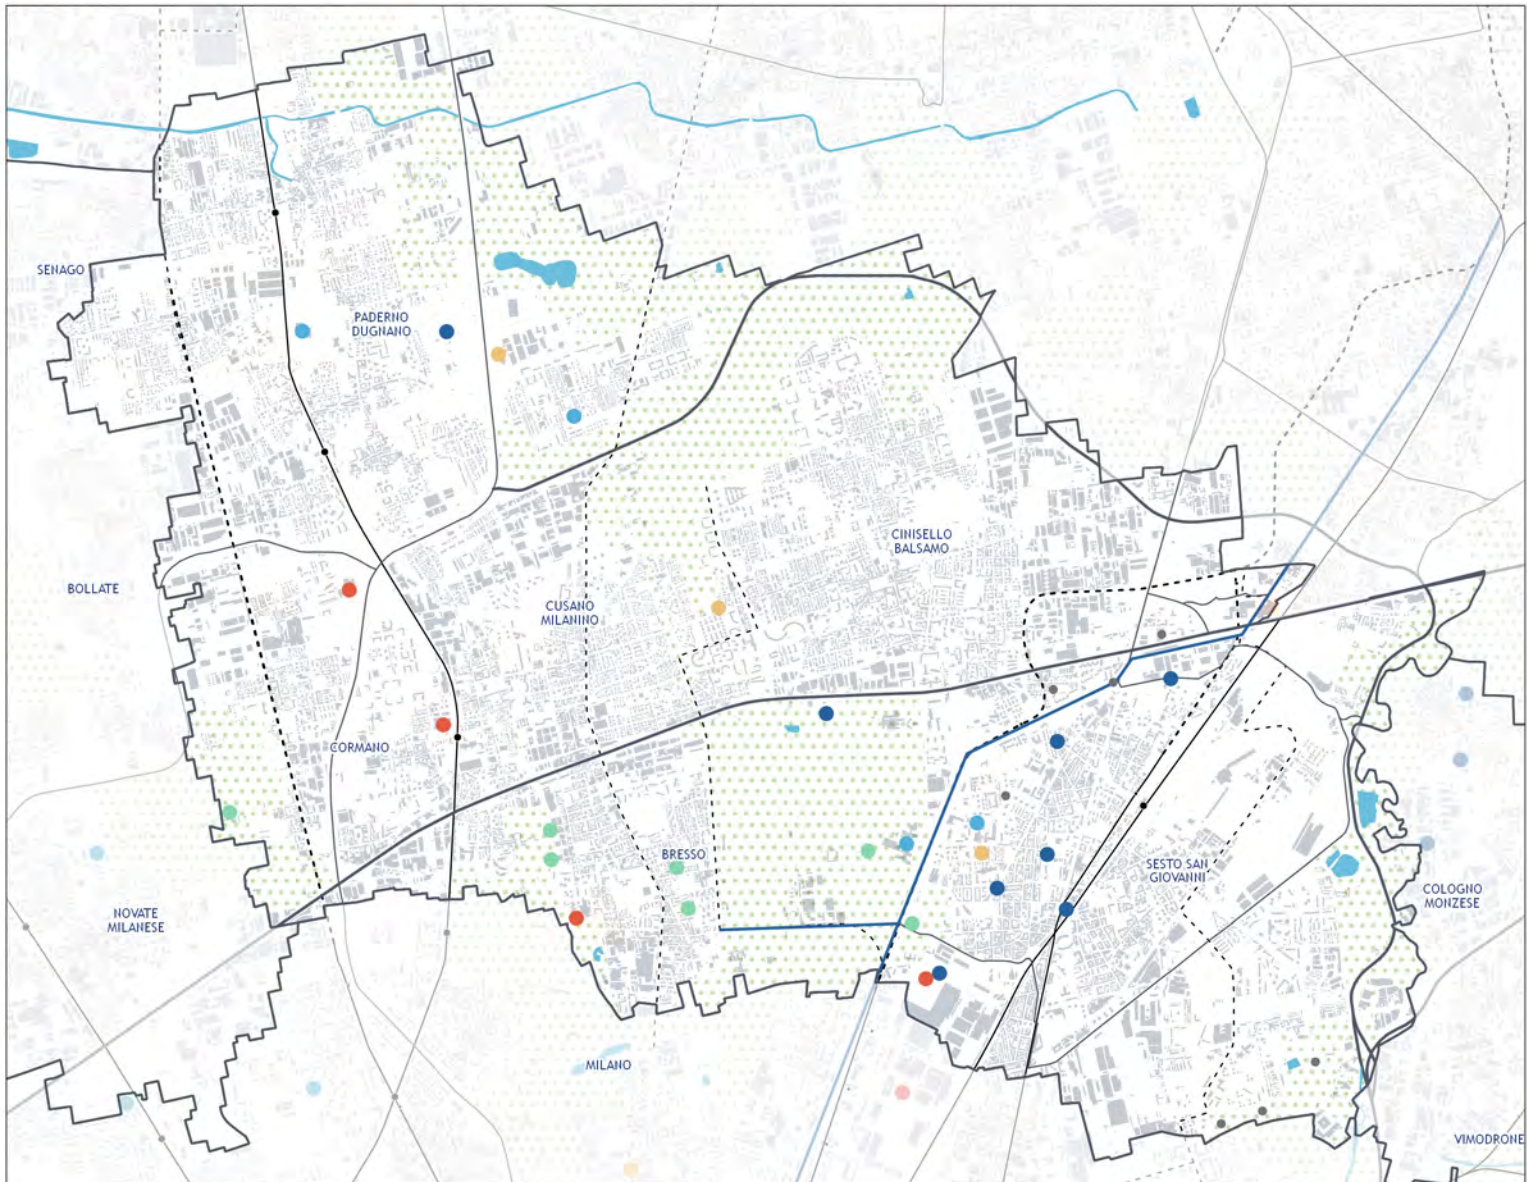 SENAGO
PADERNO
DUGNANO
CINISELLO
BALSAMO
BOLLATE
CUSANO
MILANINO
CORMANO
BRESSO
SESTO SAN
GIOVANNI
COLOGNO
MONZESE
NOVATE
MILANESE
MILANO
VIMODRONE